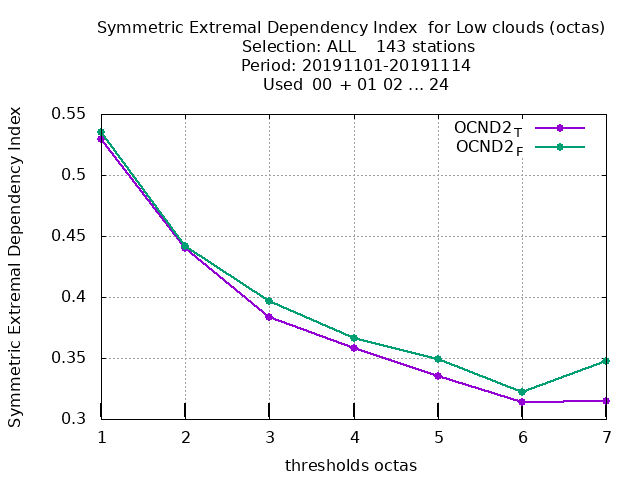 Symmetric Extremal Dependency Index  for Low clouds (octas)
Selection: ALL    143 stations
Period: 20191101-20191114
Used  00 + 01 02 ... 24
OCND2_T
OCND2_F
Symmetric Extremal Dependency Index
0.55
0.5
0.45
0.4
0.35
0.3
1 2 3 4 5 6 7
thresholds octas